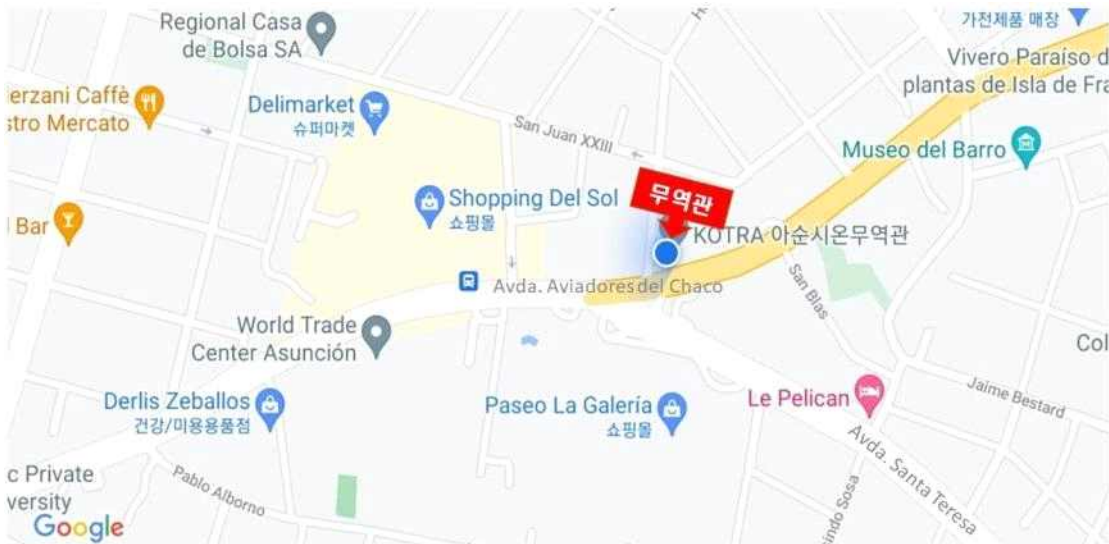 Regional Casa
de Bolsa SA
가전제품 매장
Vivero Paraíso d
plantas de Isla de Fra
erzani Caffè
stro Mercato
Delimarket
슈퍼마켓
San Juan XXIII
Museo del Barro
Shopping Del Sol
쇼핑몰
무역관
KOTRA 아순시온무역관
Bar
Avda. Aviadores del Chaco
San Blas
World Trade
Center Asunción
Col
Derlis Zeballos
건강/미용용품점
Paseo La Galería
쇼핑몰
Le Pelican
Jaime Bestard
Avda. Santa Teresa
c Private
versity
Pablo Alborno
indo Sosa
Google